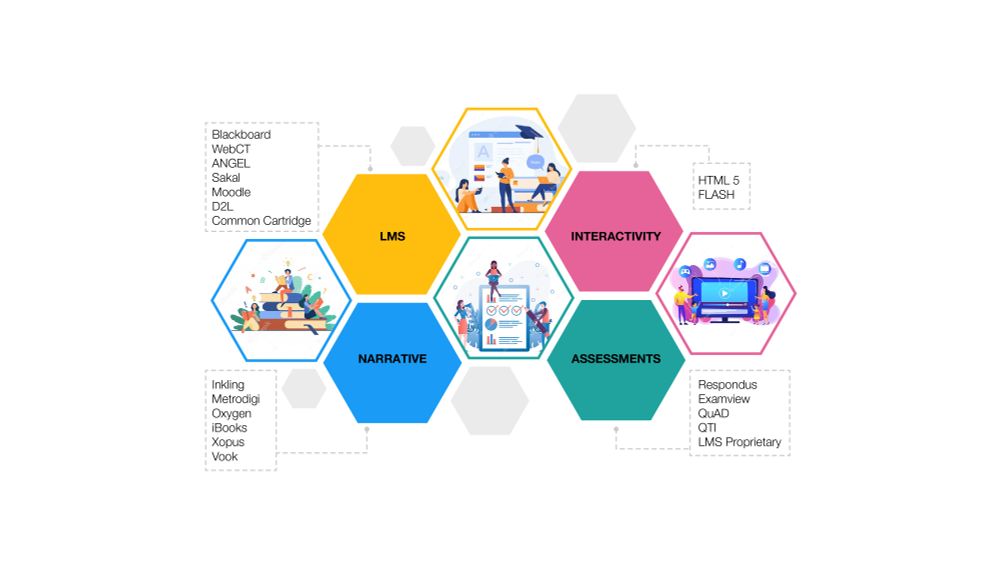 Blackboard
WebCT
ANGEL
Sakal
Moodle
D2L
Common Cartridge
LMS
INTERACTIVITY
HTML 5
FLASH
NARRATIVE
ASSESSMENTS
Inkling
Metrodigi
Oxygen
iBooks
Xopus
Vook
Respondus
Examview
QuAD
QTI
LMS Proprietary
A